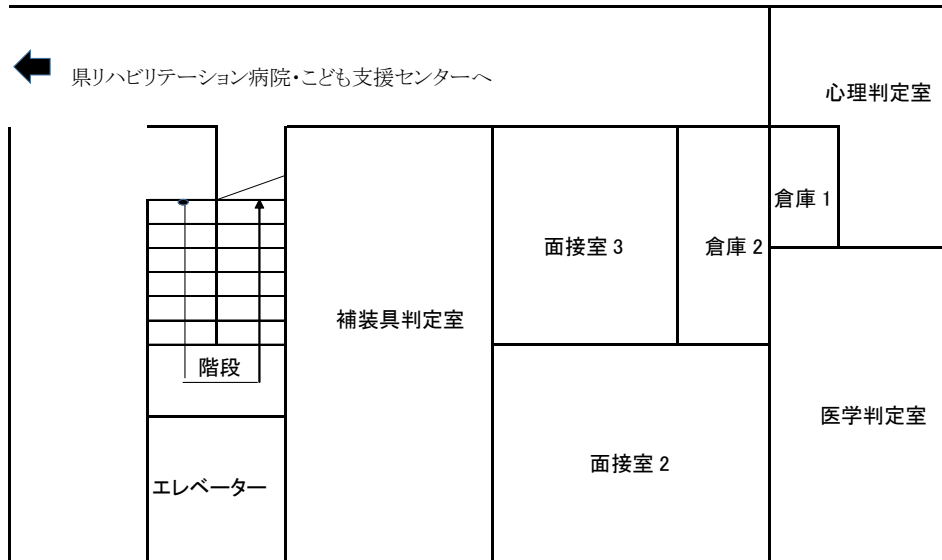 県リハビリテーション病院・こども支援センターへ
心理判定室
倉庫 1
面接室 3
倉庫 2
補装具判定室
階段
医学判定室
面接室 2
エレベーター